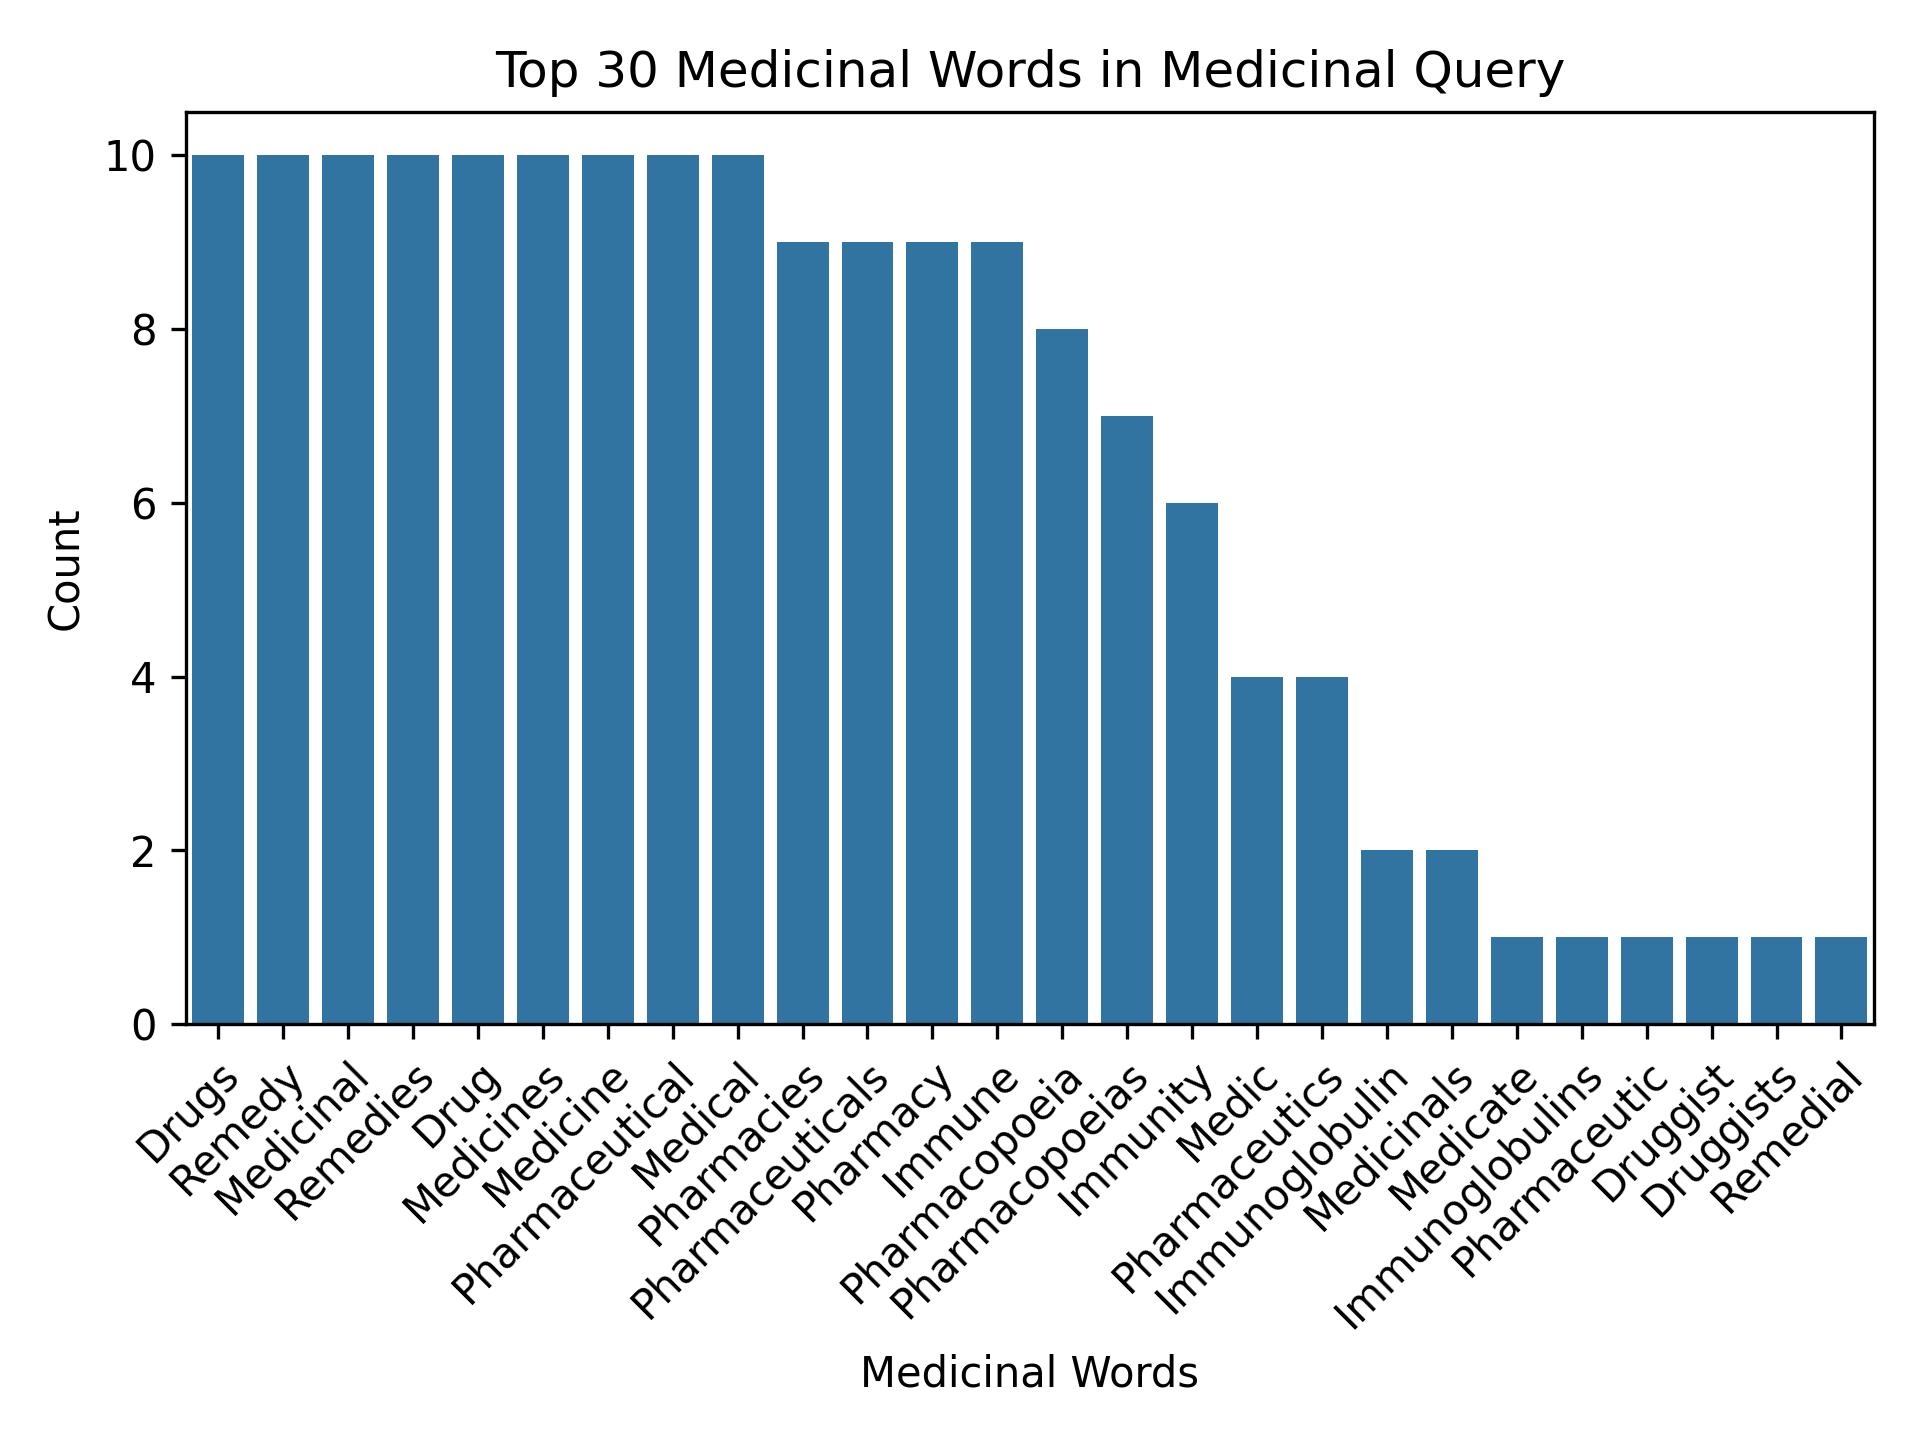 Top 30 Medicinal Words in Medicinal Query
10
8
6
4
2
0
Count
Drugs
Remedy
Medicinal
Remedies
Drug
Medicines
Medicine
Pharmaceutical
Medical
Pharmacies
Pharmaceuticals
Pharmacy
Immune
Pharmacopoeia
Pharmacopoeias
Immunity
Medic
Pharmaceutics
Immunoglobulin
Medicinals
Medicate
Immunoglobulins
Pharmaceutic
Druggist
Druggists
Remedial
Medicinal Words